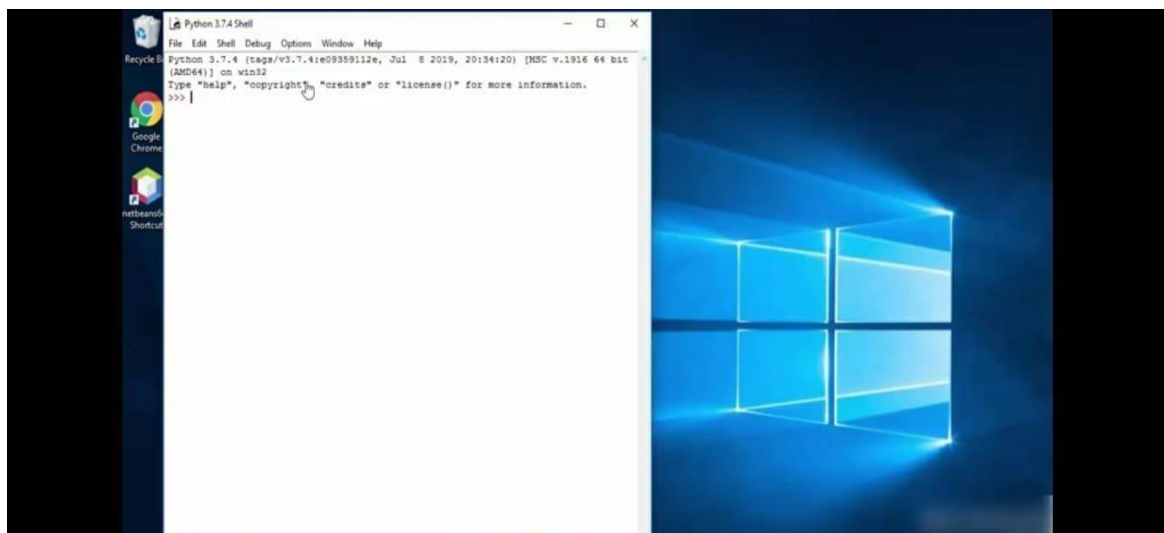 Python 3.7.4 Shell
File Edit Shell Debug Options Window Help
Recycle Bi
Python 3.7.4 (tags/v3.7.4:e09359112e, Jul 8 2019, 20:34:20) [MSC v.1916 64 bit
(AMD64)] on win32
Type "help", "copyright", "credits" or "license()" for more information.
>>>
Google
Chrome
netbeans6
Shortcut